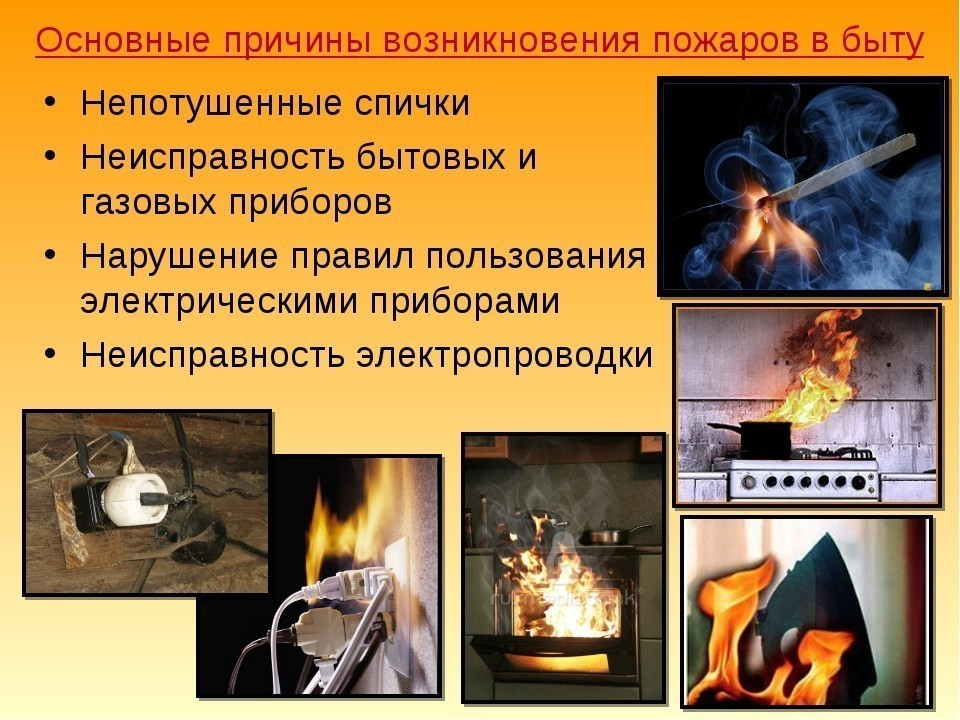 Основные причины возникновения пожаров в быту
• Непотушенные спички
• Неисправность бытовых и
газовых приборов
• Нарушение правил пользования
электрическими приборами
• Неисправность электропроводки